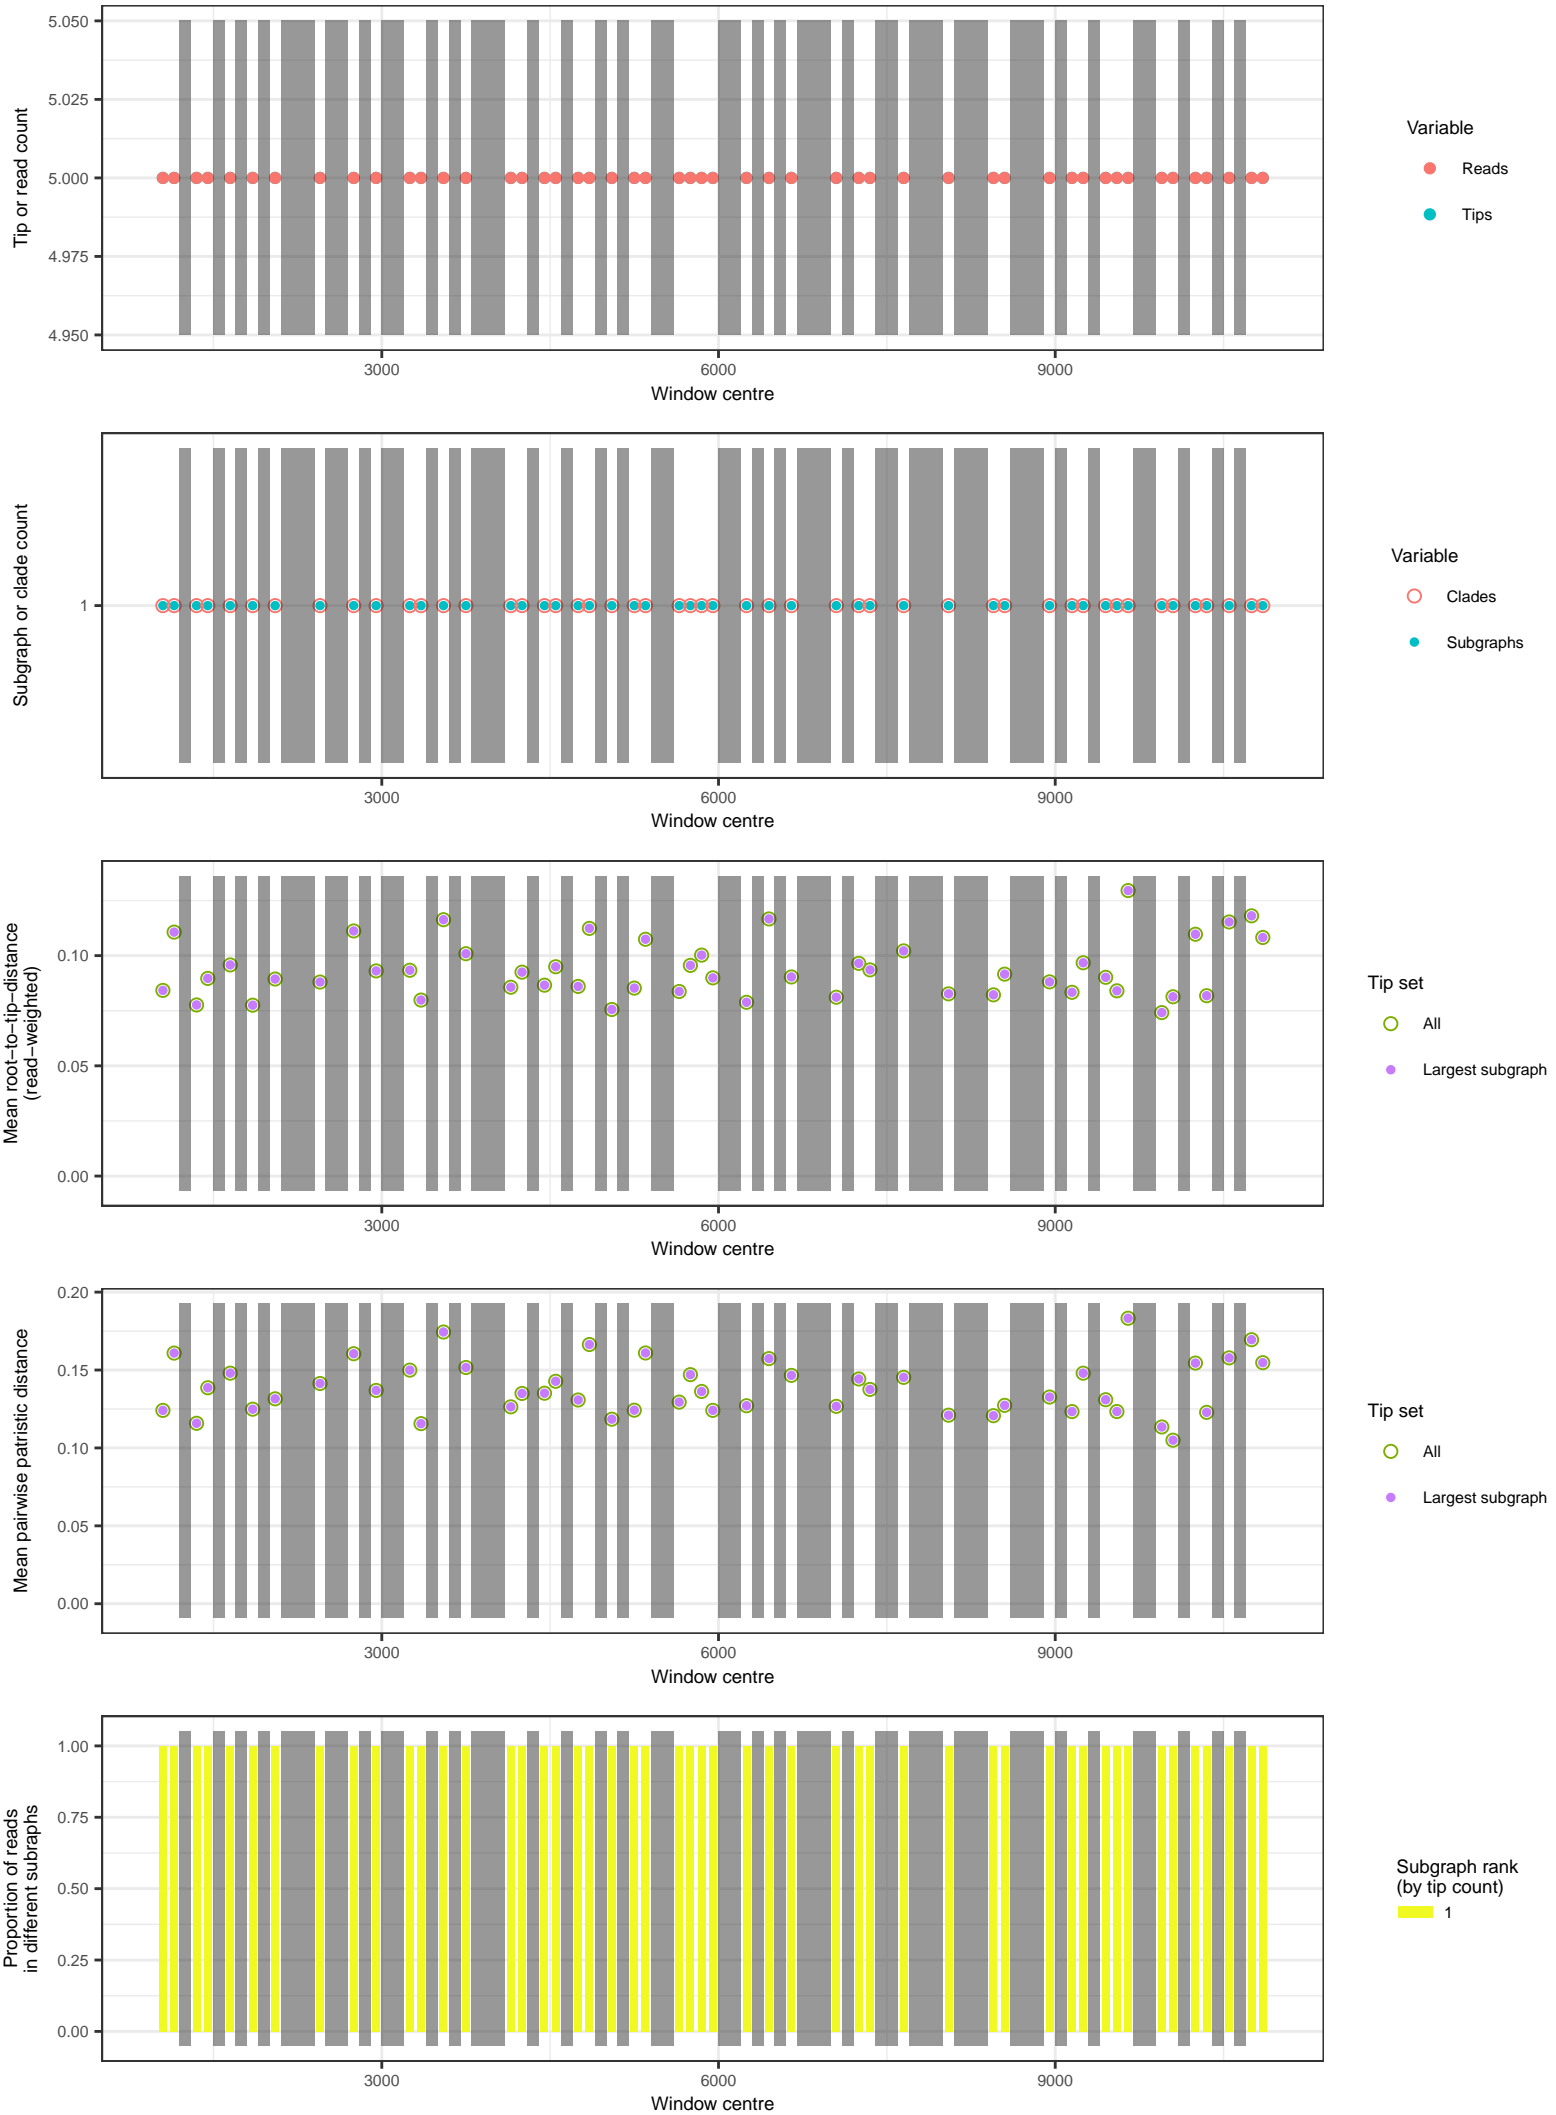 5.050
5.025
5.000
4.975
4.950
Tip or read count
3000
6000
9000
Window centre
Variable
Reads
Tips
1
Subgraph or clade count
3000
6000
9000
Window centre
Variable
Clades
Subgraphs
0.10
0.05
0.00
Mean root−to−tip−distance
(read−weighted)
3000
6000
9000
Window centre
Tip set
All
Largest subgraph
0.20
0.15
0.10
0.05
0.00
Mean pairwise patristic distance
3000
6000
9000
Window centre
Tip set
All
Largest subgraph
1.00
0.75
0.50
0.25
0.00
Proportion of reads
in different subraphs
3000
6000
9000
Window centre
Subgraph rank
(by tip count)
1